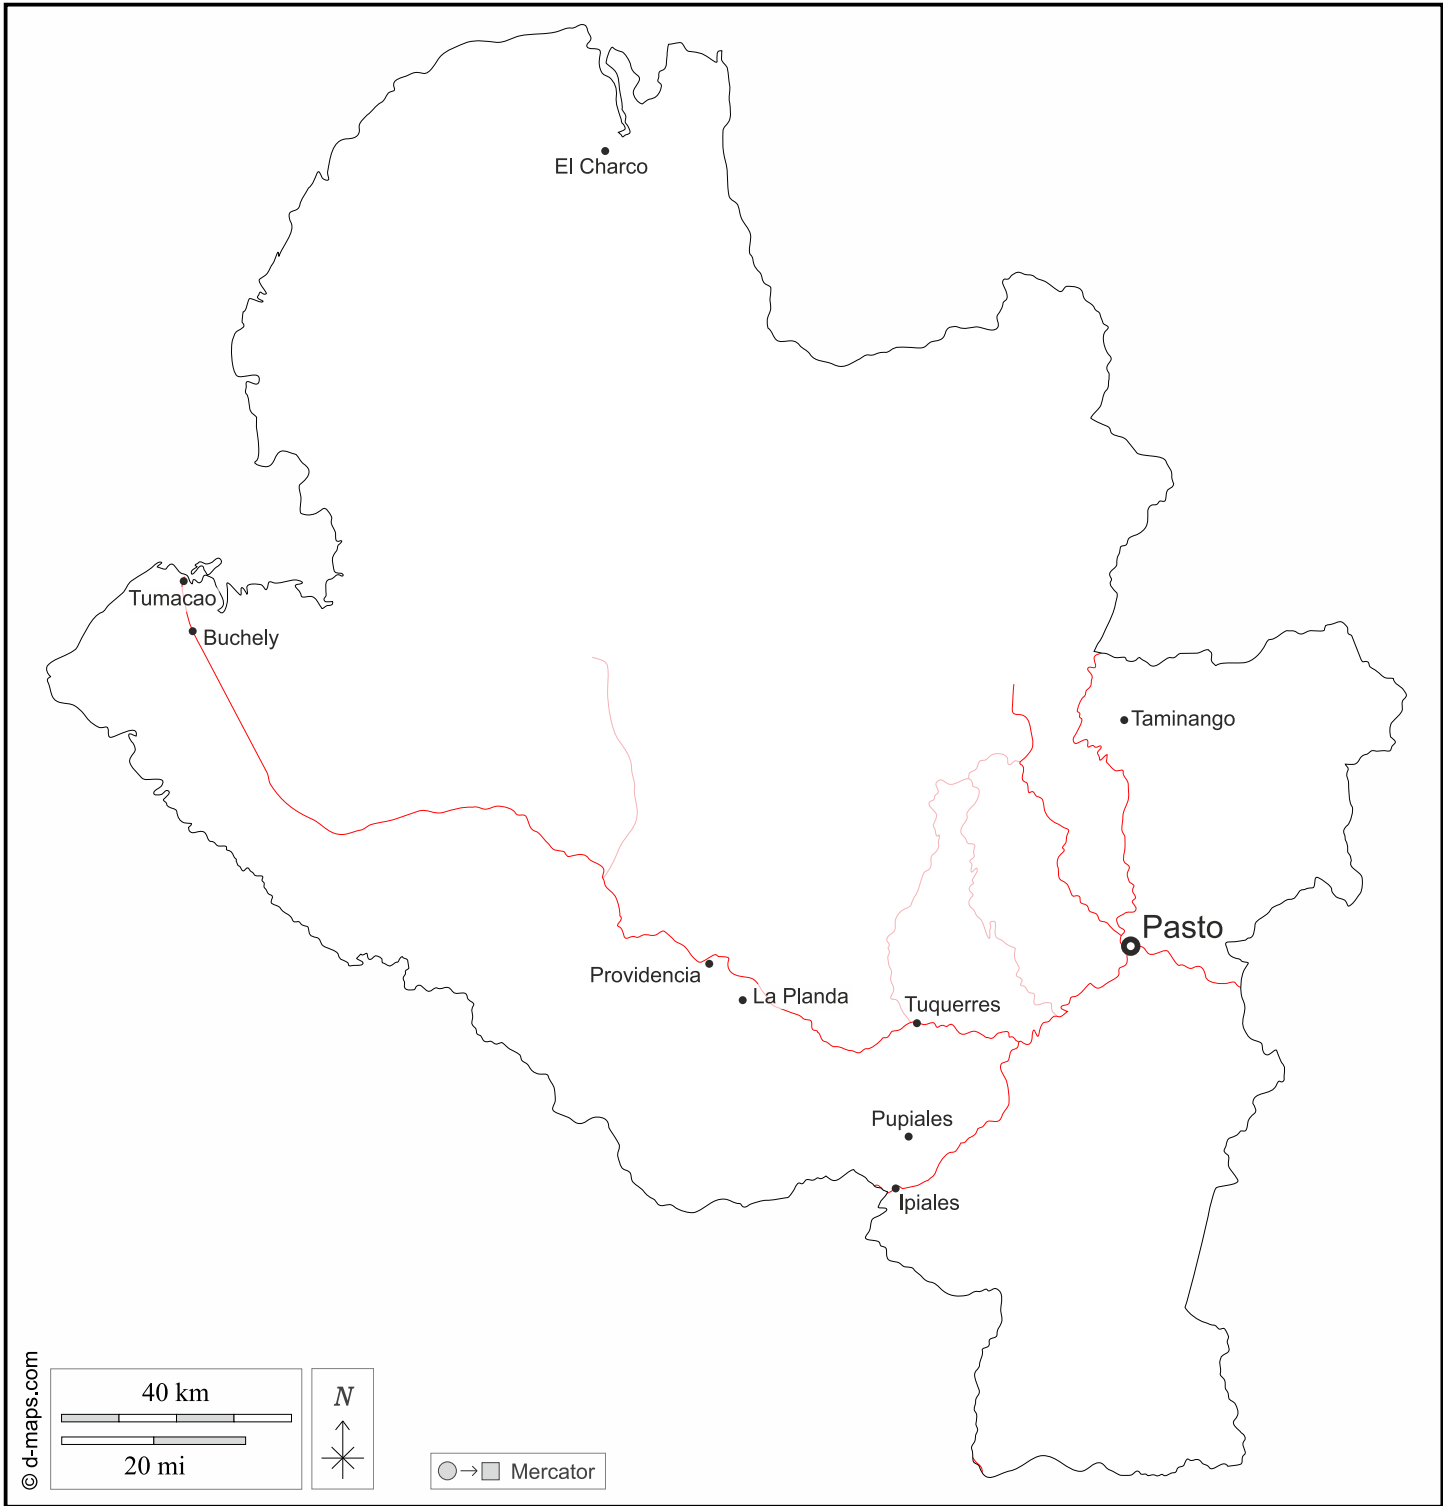 El Charco
Tumacao
Buchely
Taminango
Pasto
Providencia
La Planda
Tuquerres
Pupiales
Ipiales
© d-maps.com
40 km
20 mi
N
Mercator